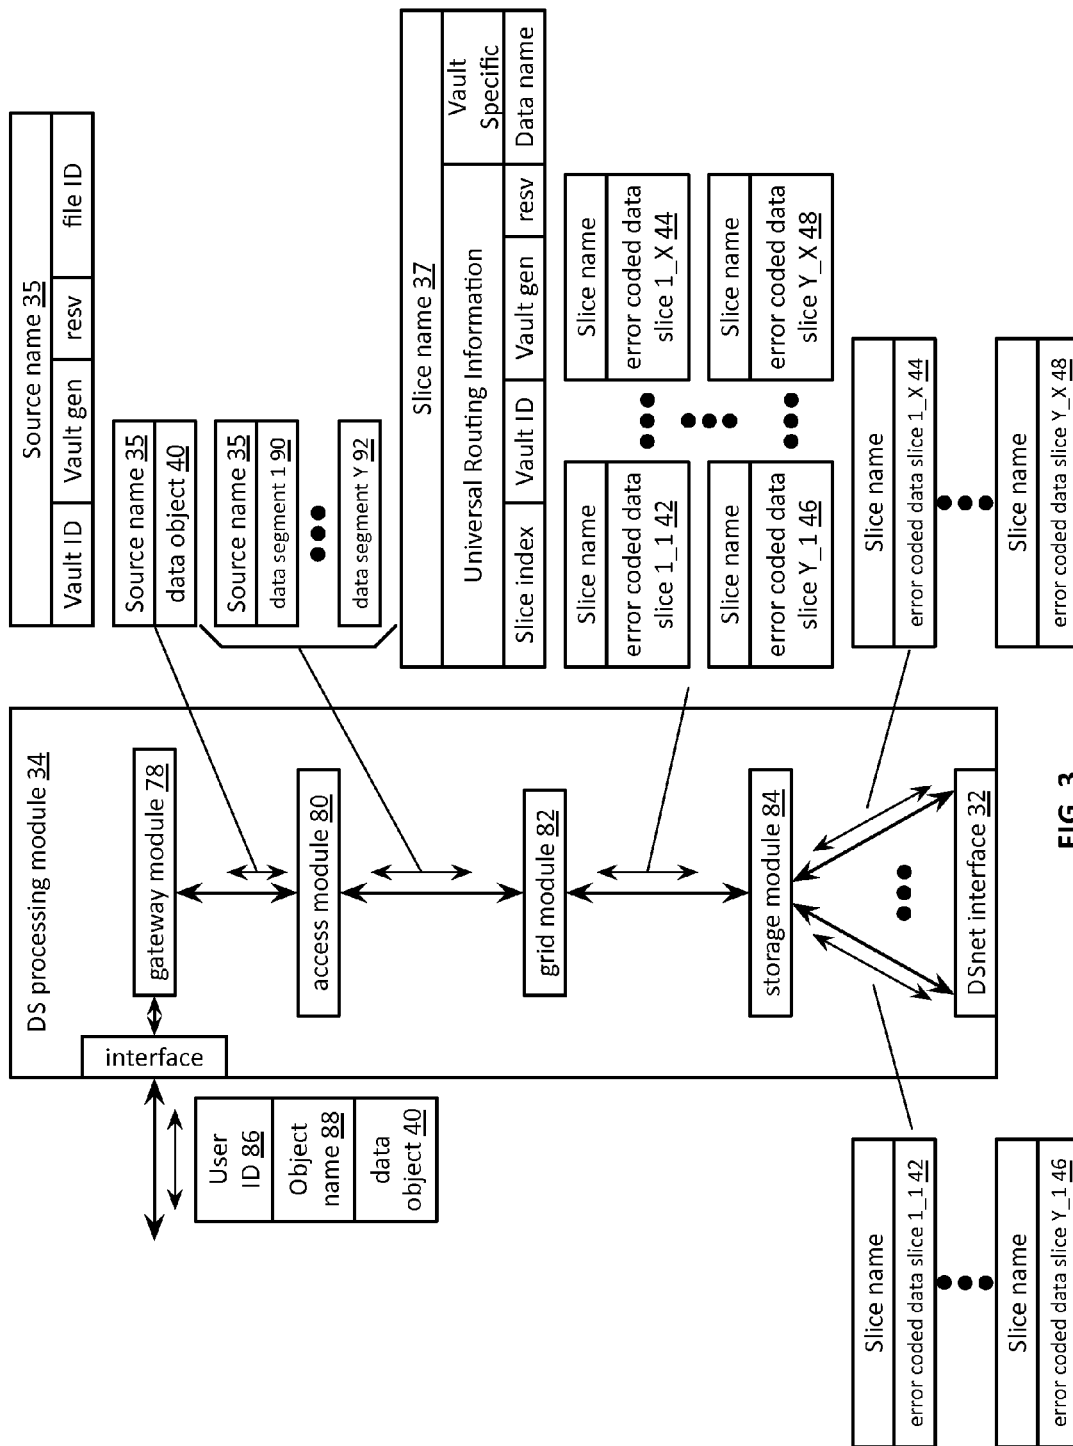 DS processing module 34
interface
gateway module 78
access module 80
grid module 82
storage module 84
DSnet interface 32
User
ID 86
Object
name 88
data
object 40
Source name 35
Vault ID
Vault gen
resv
file ID
Source name 35
data object 40
Source name 35
data segment 1 90
data segment Y 92
Slice name 37
Universal Routing Information
Vault
Specific
Slice index
Vault ID
Vault gen
resv
Data name
Slice name
error coded data
slice 1_1 42
Slice name
error coded data
slice 1_X 44
Slice name
error coded data
slice Y_1 46
Slice name
error coded data
slice Y_X 48
Slice name
error coded data slice 1_1 42
Slice name
error coded data slice Y_1 46
Slice name
error coded data slice 1_X 44
Slice name
error coded data slice Y_X 48
FIG. 3